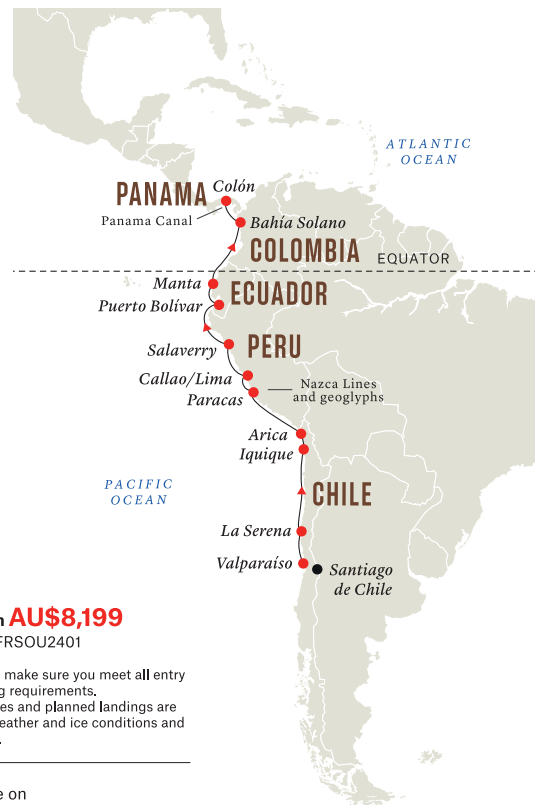 ATLANTIC
OCEAN
PANAMA
Colón
Panama Canal
Bahía Solano
COLOMBIA
EQUATOR
Manta
ECUADOR
Puerto Bolívar
Salaverry
PERU
Callao/Lima
Nazca Lines
and geoglyphs
Paracas
Arica
Iquique
PACIFIC
OCEAN
CHILE
La Serena
Valparaíso
Santiago
de Chile
AU$8,199
FRSOU2401
make sure you meet all entry
g requirements.
es and planned landings are
eather and ice conditions and
e on